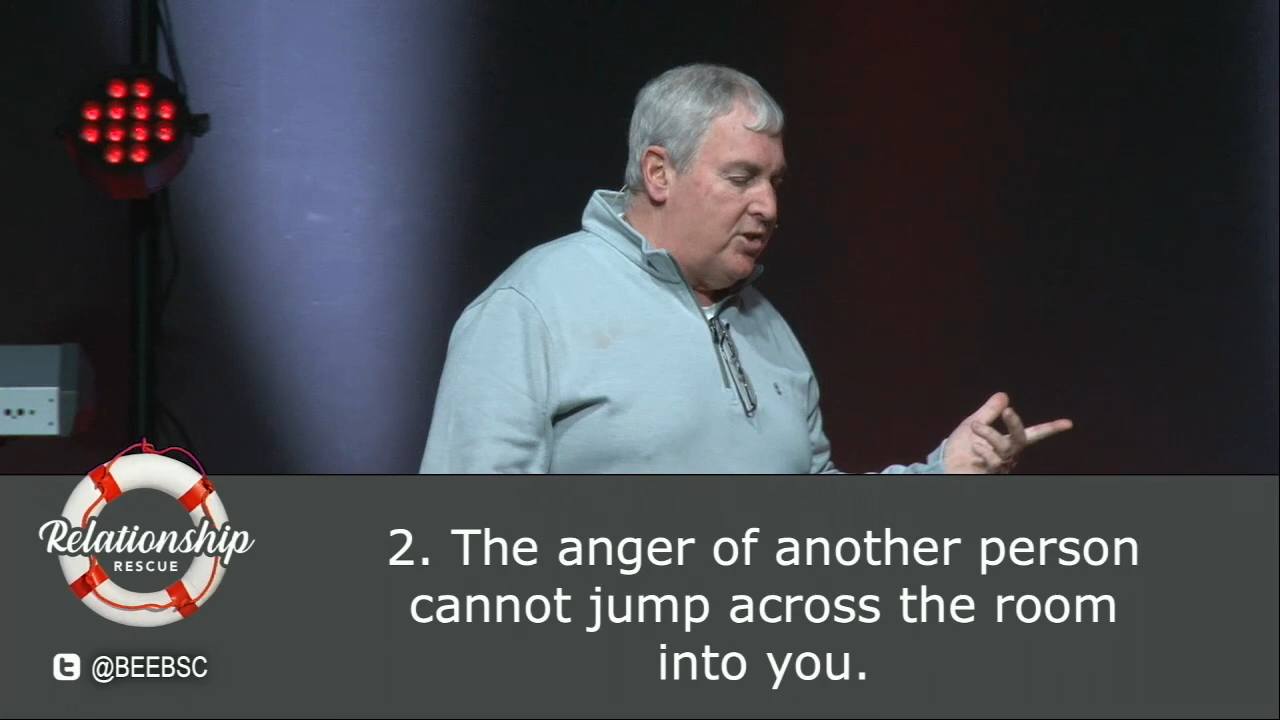 Relationship
RESCUE
@BEEBSC
2. The anger of another person
cannot jump across the room
into you.